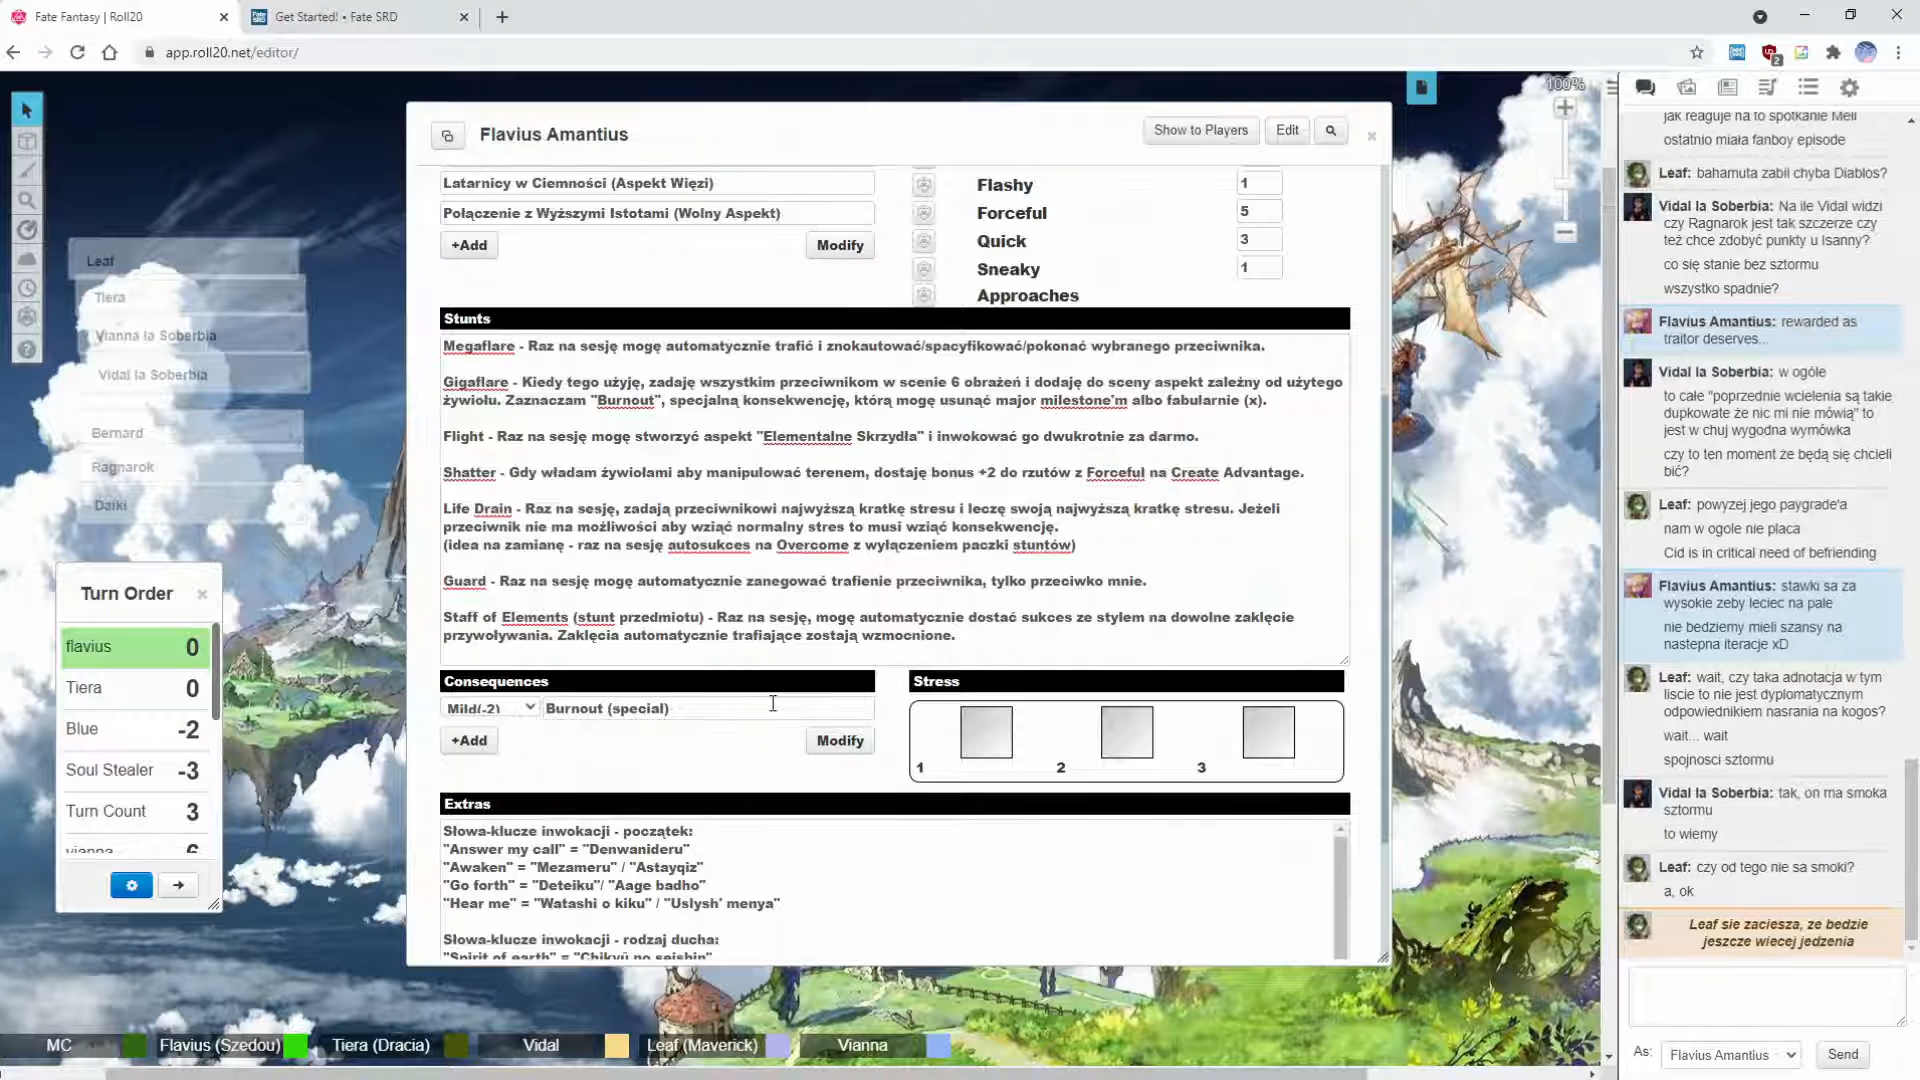 Fate Fantasy | Roll20
Get Started! • Fate SRD
app.roll20.net/editor/
2
100%
Flavius Amantius
Show to Players
Edit
Latarnicy w Ciemności (Aspekt Więzi)
Połączenie z Wyższymi Istotami (Wolny Aspekt)
+Add
Modify
Flashy 1
Forceful 5
Quick 3
Sneaky 1
Approaches
Stunts
Megaflare - Raz na sesję mogę automatycznie trafić i znokautować/spacyfikować/pokonać wybranego przeciwnika.
Gigaflare - Kiedy tego użyję, zadaję wszystkim przeciwnikom w scenie 6 obrażeń i dodaję do sceny aspekt zależny od użytego
żywiołu. Zaznaczam "Burnout", specjalną konsekwencję, którą mogę usunąć major milestone'm albo fabularnie (x).
Flight - Raz na sesję mogę stworzyć aspekt "Elementalne Skrzydła" i inwokować go dwukrotnie za darmo.
Shatter - Gdy władam żywiołami aby manipulować terenem, dostaję bonus +2 do rzutów z Forceful na Create Advantage.
Life Drain - Raz na sesję, zadają przeciwnikowi najwyższą kratkę stresu i leczę swoją najwyższą kratkę stresu. Jeżeli
przeciwnik nie ma możliwości aby wziąć normalny stres to musi wziąć konsekwencję.
(idea na zamianę - raz na sesję autosukces na Overcome z wyłączeniem paczki stuntów)
Guard - Raz na sesję mogę automatycznie zanegować trafienie przeciwnika, tylko przeciwko mnie.
Staff of Elements (stunt przedmiotu) - Raz na sesję, mogę automatycznie dostać sukces ze stylem na dowolne zaklęcie
przywoływania. Zaklęcia automatycznie trafiające zostają wzmocnione.
Consequences
Mild(-2)
Burnout (special)
+Add
Modify
Stress
1
2
3
Extras
Słowa-klucze inwokacji - początek:
"Answer my call" = "Denwanideru"
"Awaken" = "Mezameru" / "Astayqiz"
"Go forth" = "Deteiku"/ "Aage badho"
"Hear me" = "Watashi o kiku" / "Uslysh' menya"
Słowa-klucze inwokacji - rodzaj ducha:
"Spirit of earth" = "Chikyū no seishin"
Leaf
Tiera
Vianna la Soberbia
Vidal la Soberbia
Bernard
Ragnarok
Daiki
Turn Order
flavius 0
Tiera 0
Blue -2
Soul Stealer -3
Turn Count 3
vianna 6
MC
Flavius (Szedou)
Tiera (Dracia)
Vidal
Leaf (Maverick)
Vianna
jak reaguje na to spotkanie Meli
ostatnio miała fanboy episode
Leaf: bahamuta zabil chyba Diablos?
Vidal la Soberbia: Na ile Vidal widzi
czy Ragnarok jest tak szczerze czy
też chce zdobyć punkty u Isanny?
co się stanie bez sztormu
wszystko spadnie?
Flavius Amantius: rewarded as
traitor deserves...
Vidal la Soberbia: w ogóle
to całe "poprzednie wcielenia są takie
dupkowate że nic mi nie mówią" to
jest w chuj wygodna wymówka
czy to ten moment że będą się chcieli
bić?
Leaf: powyzej jego paygrade'a
nam w ogole nie placa
Cid is in critical need of befriending
Flavius Amantius: stawki sa za
wysokie zeby leciec na pale
nie bedziemy mieli szansy na
nastepna iteracje xD
Leaf: wait, czy taka adnotacja w tym
liscie to nie jest dyplomatycznym
odpowiednikiem nasrania na kogos?
wait... wait
spojnosci sztormu
Vidal la Soberbia: tak, on ma smoka
sztormu
to wiemy
Leaf: czy od tego nie sa smoki?
a, ok
Leaf sie zaciesza, ze bedzie
jeszcze wiecej jedzenia
As:
Flavius Amantius
Send